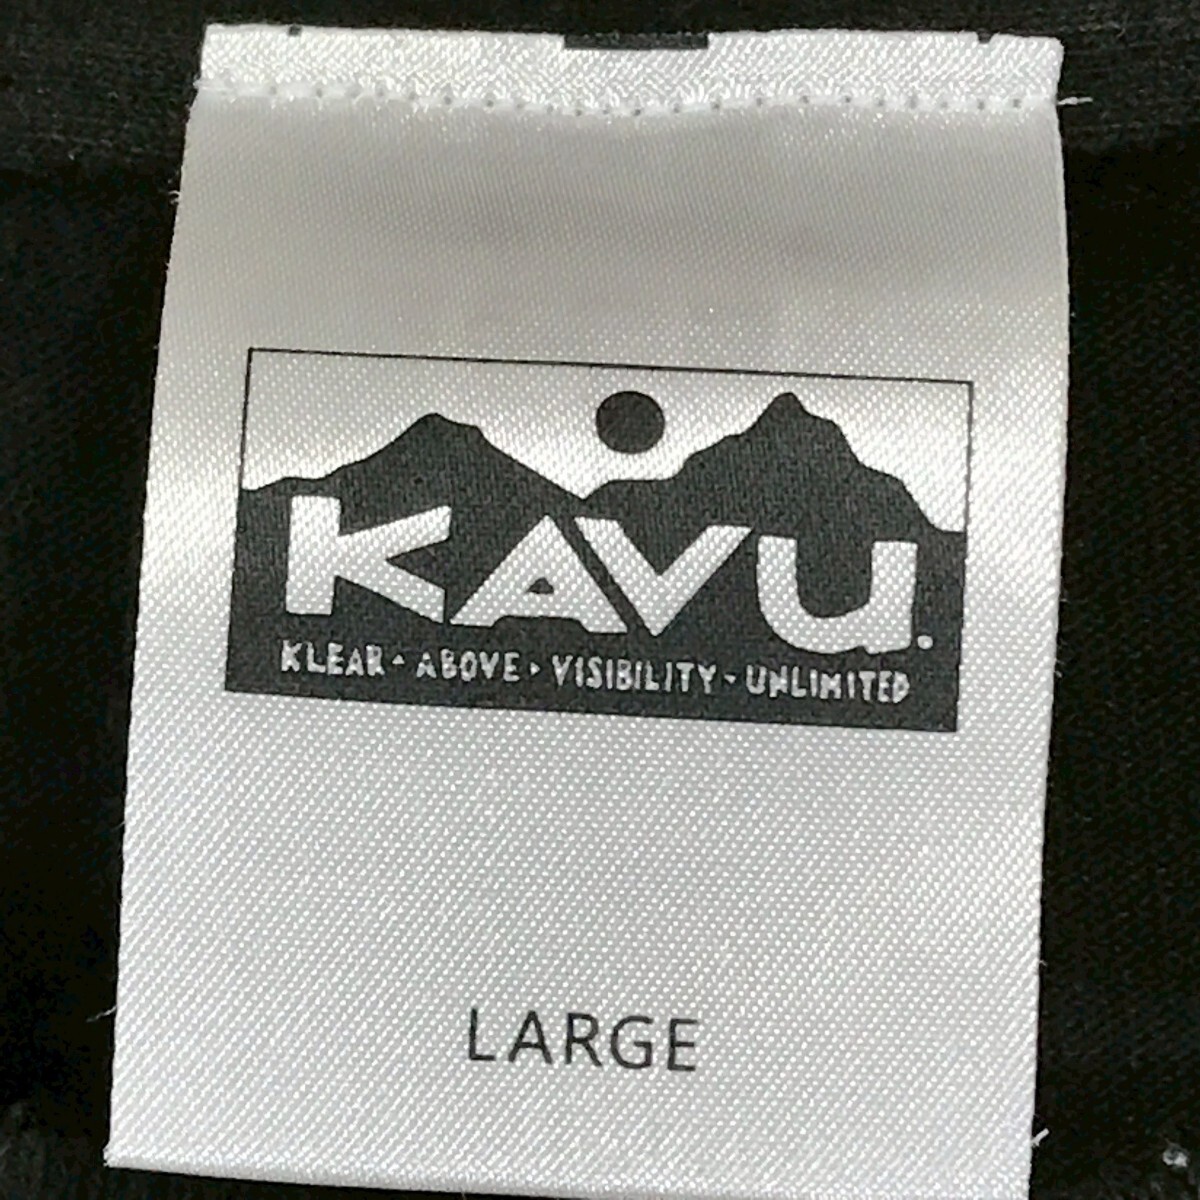 KAVU.
KLEAR · ABOVE · VISIBILITY · UNLIMITED
LARGE